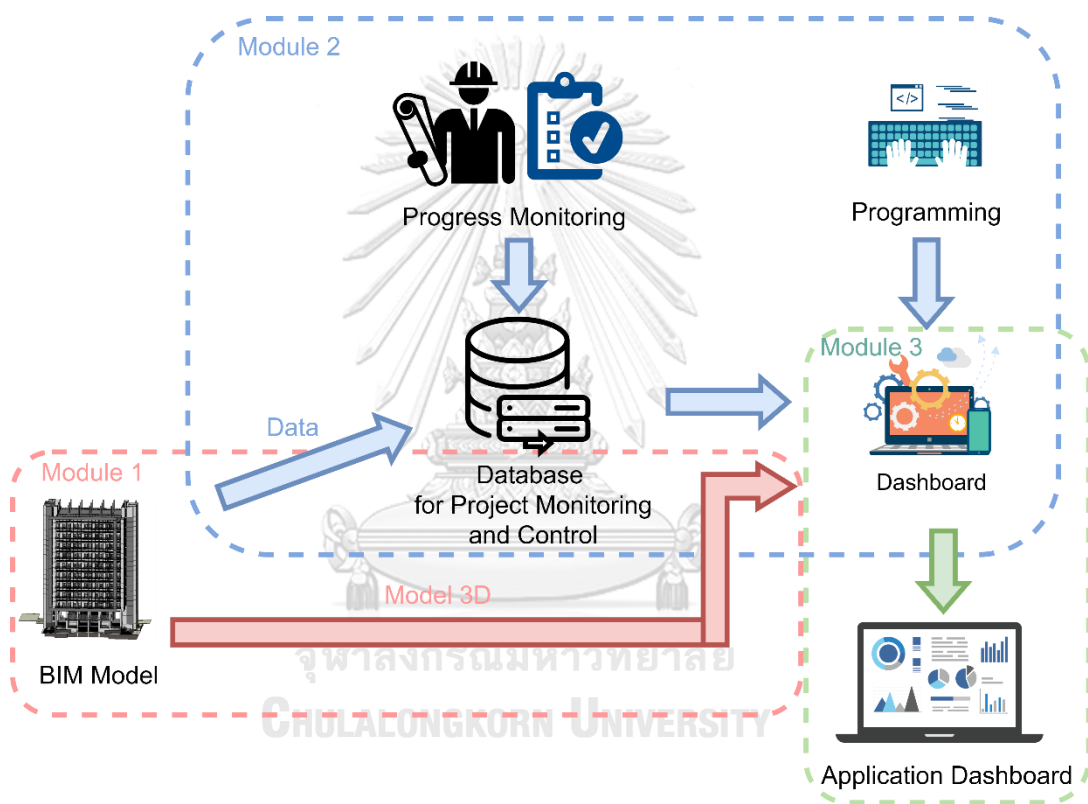 Module 2
</>
Progress Monitoring
Programming
Module 3
Data
Module 1
Database
for Project Monitoring
and Control
Dashboard
Model 3D
BIM Model
จุฬาลงกรณ์มหาวิทยาลัย
CHULALONGKORN UNIVERSITY
Application Dashboard